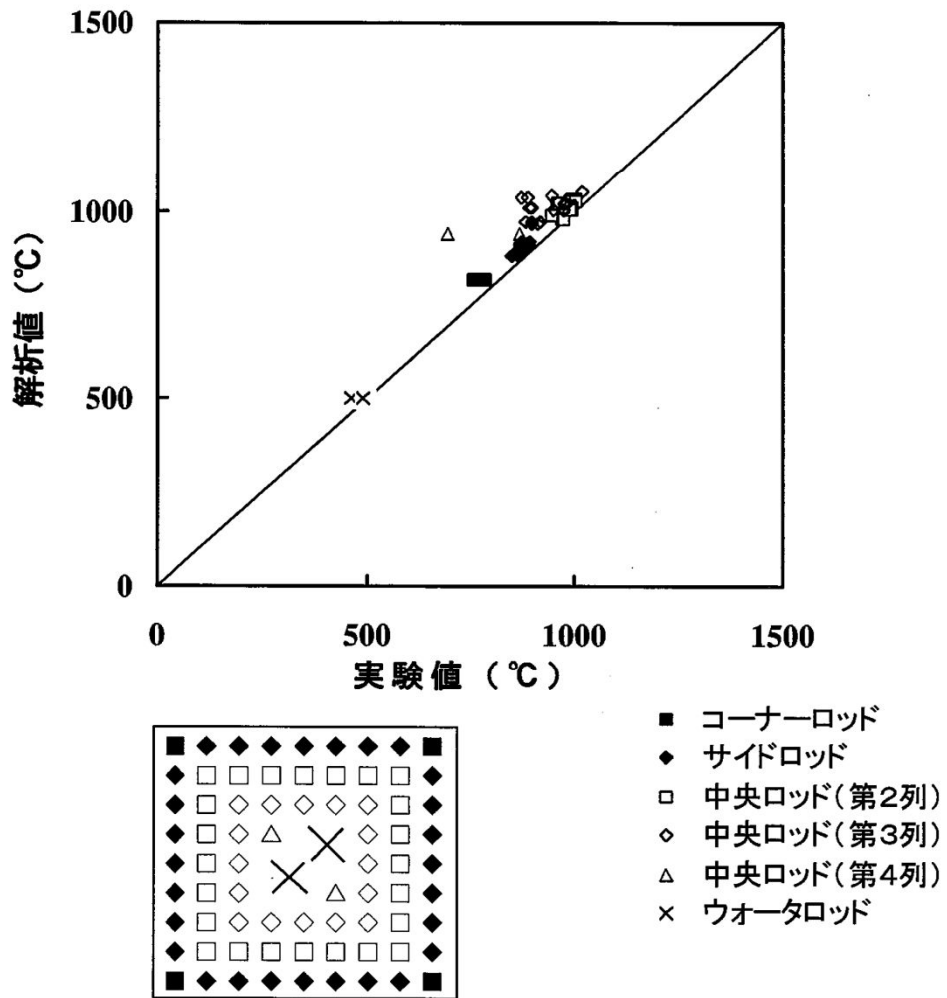 1500
1000
500
0
解析値(℃)
0
500
1000
1500
実験値(℃)
コーナーロッド
サイドロッド
中央ロッド(第2列)
中央ロッド(第3列)
中央ロッド(第4列)
ウォータロッド